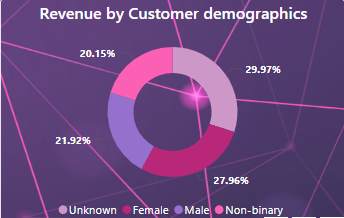 Revenue by Customer demographics
20.15%
29.97%
21.92%
27.96%
Unknown Female Male Non-binary